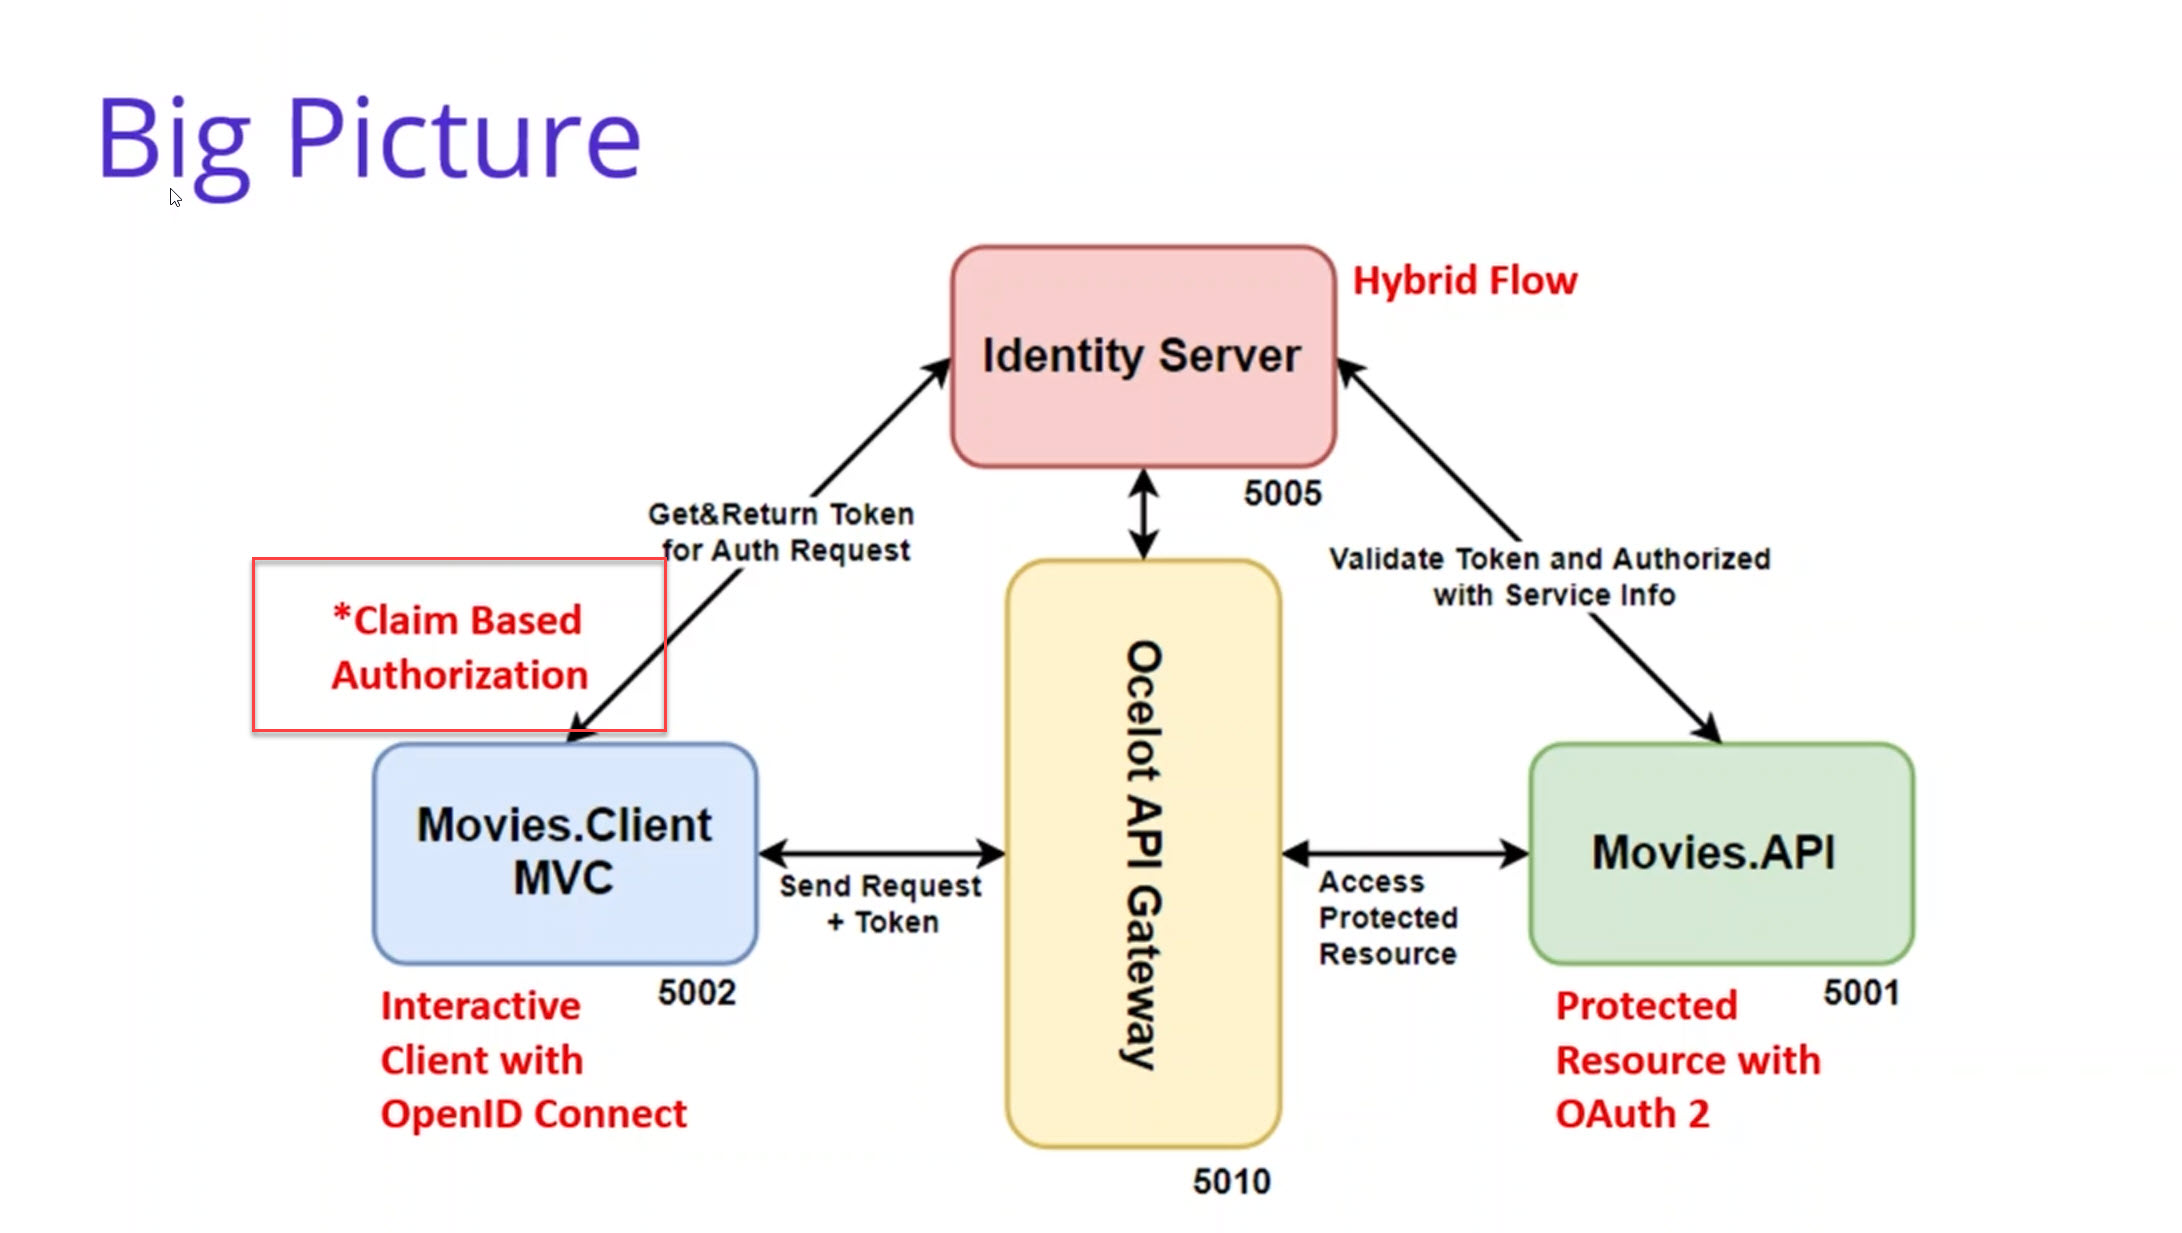 Big Picture
Hybrid Flow
Identity Server
5005
Get&Return Token
for Auth Request
Validate Token and Authorized
with Service Info
*Claim Based
Authorization
Ocelot API Gateway
Movies.Client
MVC
Movies.API
Send Request
+ Token
Access
Protected
Resource
5002
5001
Interactive
Client with
OpenID Connect
Protected
Resource with
OAuth 2
5010